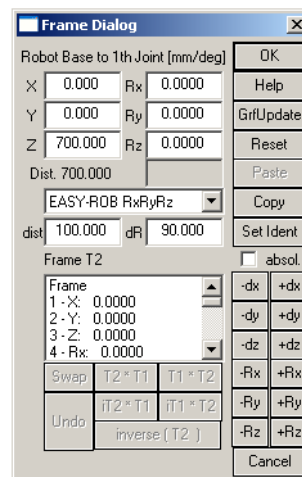 Frame Dialog
Robot Base to 1th Joint [mm/deg] OK
X 0.000 Rx 0.0000 Help
Y 0.000 Ry 0.0000 GrfUpdate
Z 700.000 Rz 0.0000 Reset
Dist. 700.000 Paste
EASY-ROB RxRyRz Copy
dist 100.000 dR 90.000 Set Ident
Frame T2 absol.
Frame -dx +dx
1 - X: 0.0000
2 - Y: 0.0000 -dy +dy
3 - Z: 0.0000
4 - Rx: 0.0000 -dz +dz
Swap T2 * T1 T1 * T2 -Rx +Rx
Undo iT2 * T1 iT1 * T2 -Ry +Ry
inverse ( T2 ) -Rz +Rz
Cancel